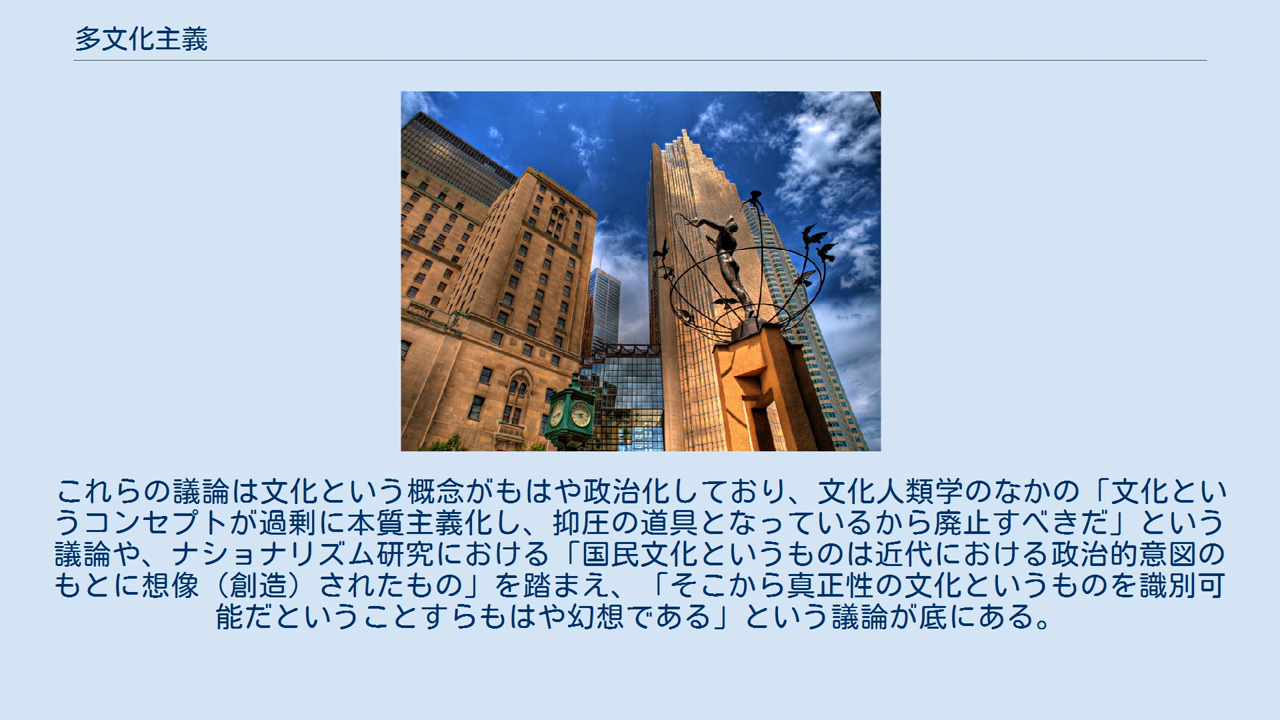 多文化主義
これらの議論は文化という概念がもはや政治化しており、文化人類学のなかの「文化とい
うコンセプトが過剰に本質主義化し、抑圧の道具となっているから廃止すべきだ」という
議論や、ナショナリズム研究における「国民文化というものは近代における政治的意図の
もとに想像（創造）されたもの」を踏まえ、「そこから真正性の文化というものを識別可
能だということすらもはや幻想である」という議論が底にある。